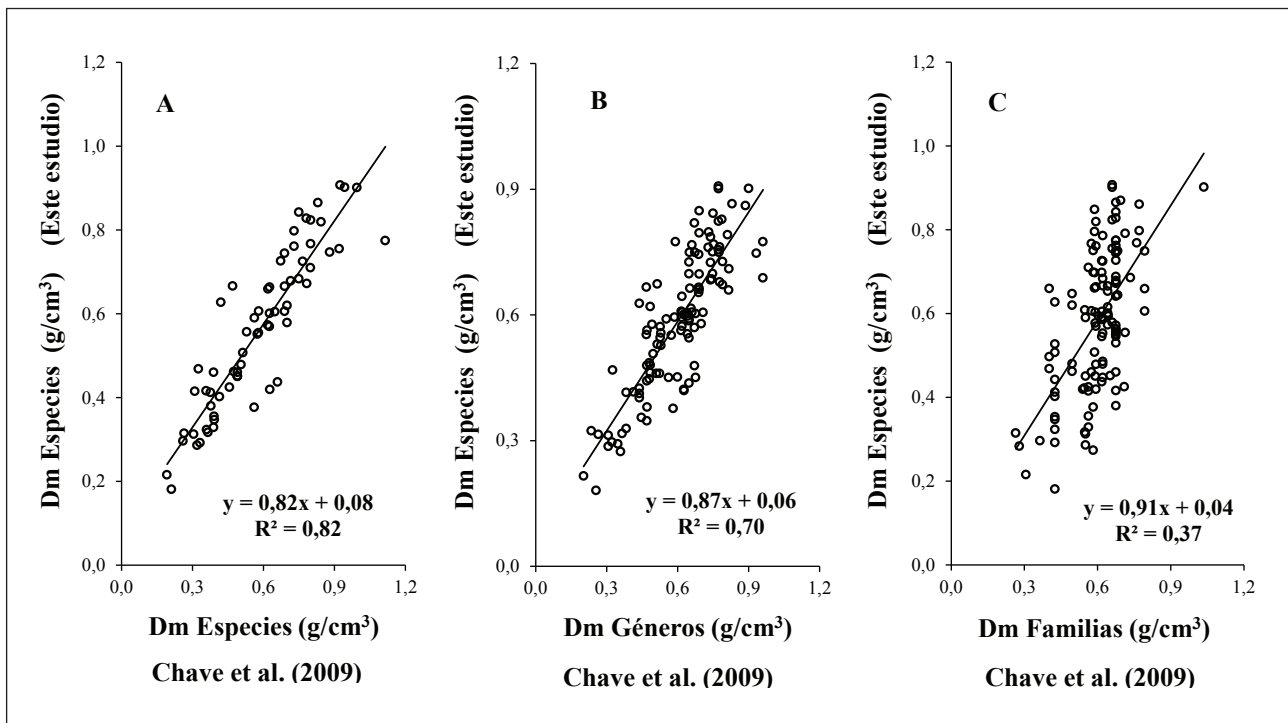 A
Dm Especies (g/cm³) (Este estudio)
1,2
1,0
0,8
0,6
0,4
0,2
0,0
y = 0,82x + 0,08
R² = 0,82
0,0 0,3 0,6 0,9 1,2
Dm Especies (g/cm³)
Chave et al. (2009)
B
Dm Especies (g/cm³) (Este estudio)
1,2
0,9
0,6
0,3
0,0
y = 0,87x + 0,06
R² = 0,70
0,0 0,3 0,6 0,9 1,2
Dm Géneros (g/cm³)
Chave et al. (2009)
C
Dm Especies (g/cm³) (Este estudio)
1,2
1,0
0,8
0,6
0,4
0,2
0,0
y = 0,91x + 0,04
R² = 0,37
0,0 0,3 0,6 0,9 1,2
Dm Familias (g/cm³)
Chave et al. (2009)